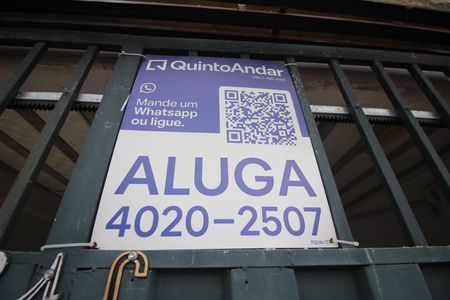 QuintoAndar
Mande um
Whatsapp
ou ligue.
ALUGA
4020-2507